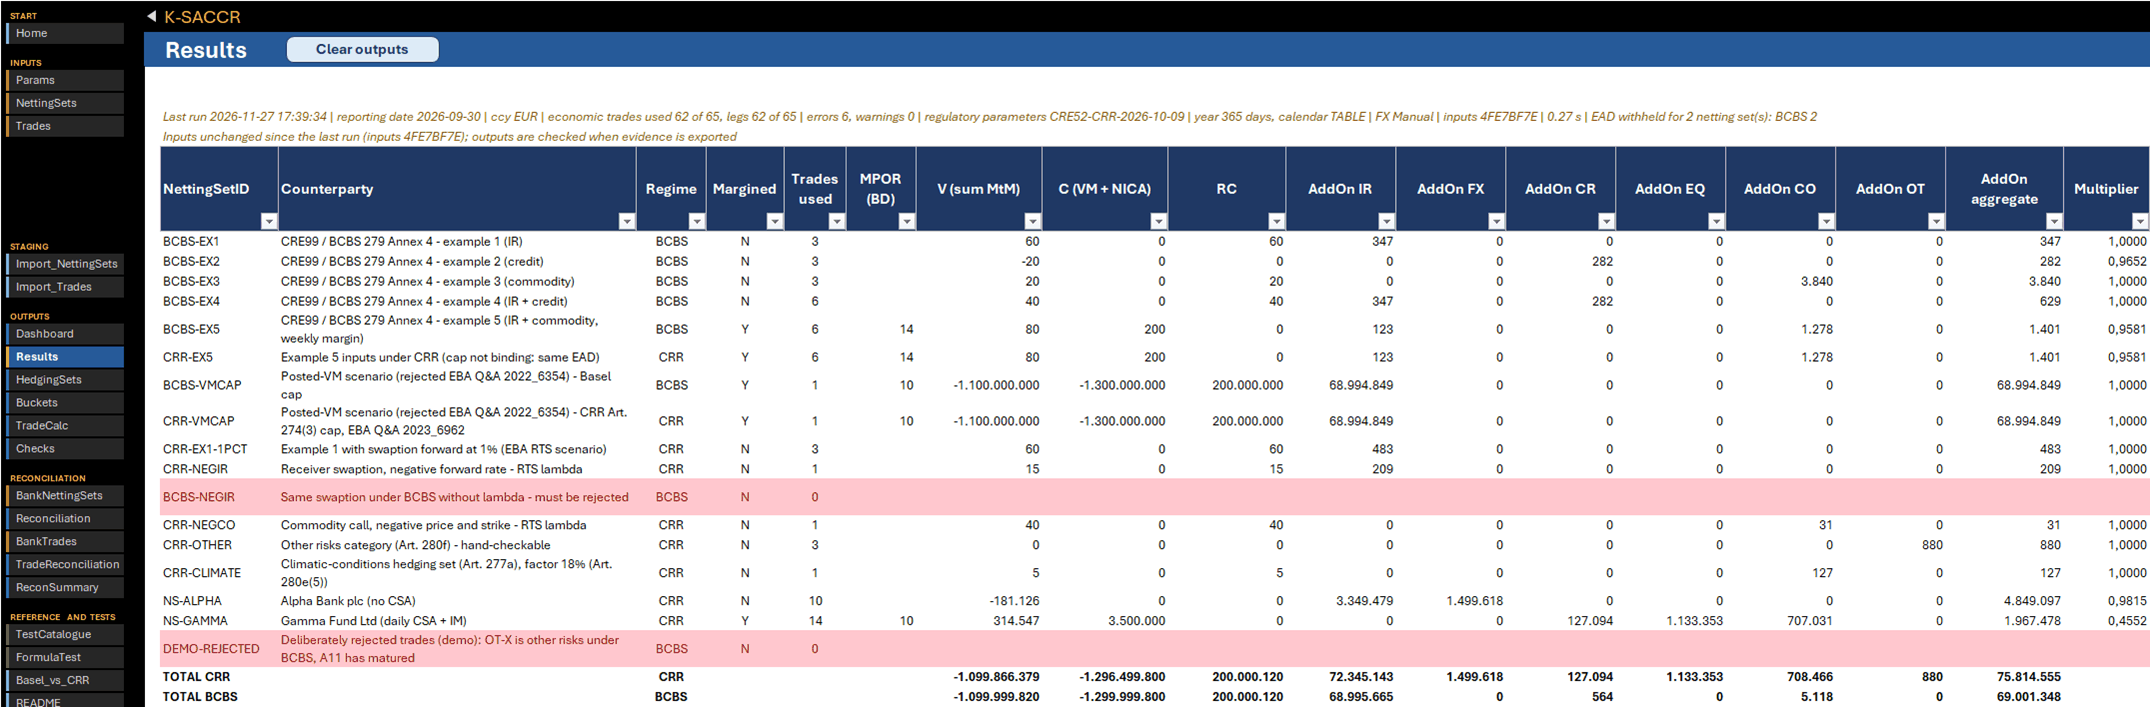 START
Home
INPUTS
Params
NettingSets
Trades
STAGING
Import_NettingSets
Import_Trades
OUTPUTS
Dashboard
Results
HedgingSets
Buckets
TradeCalc
Checks
RECONCILIATION
BankNettingSets
Reconciliation
BankTrades
TradeReconciliation
ReconSummary
REFERENCE AND TESTS
TestCatalogue
FormulaTest
Basel_vs_CRR
README
K-SACCR
Results Clear outputs
Last run 2026-11-27 17:39:34 | reporting date 2026-09-30 | ccy EUR | economic trades used 62 of 65, legs 62 of 65 | errors 6, warnings 0 | regulatory parameters CRE52-CRR-2026-10-09 | year 365 days, calendar TABLE | FX Manual | inputs 4FE7BF7E | 0.27 s | EAD withheld for 2 netting set(s): BCBS 2
Inputs unchanged since the last run (inputs 4FE7BF7E); outputs are checked when evidence is exported
NettingSetID Counterparty Regime Margined Trades used MPOR (BD) V (sum MtM) C (VM + NICA) RC AddOn IR AddOn FX AddOn CR AddOn EQ AddOn CO AddOn OT AddOn aggregate Multiplier
BCBS-EX1 CRE99 / BCBS 279 Annex 4 - example 1 (IR) BCBS N 3 60 0 60 347 0 0 0 0 0 347 1,0000
BCBS-EX2 CRE99 / BCBS 279 Annex 4 - example 2 (credit) BCBS N 3 -20 0 0 0 0 282 0 0 0 282 0,9652
BCBS-EX3 CRE99 / BCBS 279 Annex 4 - example 3 (commodity) BCBS N 3 20 0 20 0 0 0 0 3.840 0 3.840 1,0000
BCBS-EX4 CRE99 / BCBS 279 Annex 4 - example 4 (IR + credit) BCBS N 6 40 0 40 347 0 282 0 0 0 629 1,0000
BCBS-EX5 CRE99 / BCBS 279 Annex 4 - example 5 (IR + commodity, weekly margin) BCBS Y 6 14 80 200 0 123 0 0 0 1.278 0 1.401 0,9581
CRR-EX5 Example 5 inputs under CRR (cap not binding: same EAD) CRR Y 6 14 80 200 0 123 0 0 0 1.278 0 1.401 0,9581
BCBS-VMCAP Posted-VM scenario (rejected EBA Q&A 2022_6354) - Basel cap BCBS Y 1 10 -1.100.000.000 -1.300.000.000 200.000.000 68.994.849 0 0 0 0 0 68.994.849 1,0000
CRR-VMCAP Posted-VM scenario (rejected EBA Q&A 2022_6354) - CRR Art. 274(3) cap, EBA Q&A 2023_6962 CRR Y 1 10 -1.100.000.000 -1.300.000.000 200.000.000 68.994.849 0 0 0 0 0 68.994.849 1,0000
CRR-EX1-1PCT Example 1 with swaption forward at 1% (EBA RTS scenario) CRR N 3 60 0 60 483 0 0 0 0 0 483 1,0000
CRR-NEGIR Receiver swaption, negative forward rate - RTS lambda CRR N 1 15 0 15 209 0 0 0 0 0 209 1,0000
BCBS-NEGIR Same swaption under BCBS without lambda - must be rejected BCBS N 0
CRR-NEGCO Commodity call, negative price and strike - RTS lambda CRR N 1 40 0 40 0 0 0 0 31 0 31 1,0000
CRR-OTHER Other risks category (Art. 280f) - hand-checkable CRR N 3 0 0 0 0 0 0 0 0 880 880 1,0000
CRR-CLIMATE Climatic-conditions hedging set (Art. 277a), factor 18% (Art. 280e(5)) CRR N 1 5 0 5 0 0 0 0 127 0 127 1,0000
NS-ALPHA Alpha Bank plc (no CSA) CRR N 10 -181.126 0 0 3.349.479 1.499.618 0 0 0 0 4.849.097 0,9815
NS-GAMMA Gamma Fund Ltd (daily CSA + IM) CRR Y 14 10 314.547 3.500.000 0 0 0 127.094 1.133.353 707.031 0 1.967.478 0,4552
DEMO-REJECTED Deliberately rejected trades (demo): OT-X is other risks under BCBS, A11 has matured BCBS N 0
TOTAL CRR CRR -1.099.866.379 -1.296.499.800 200.000.120 72.345.143 1.499.618 127.094 1.133.353 708.466 880 75.814.555
TOTAL BCBS BCBS -1.099.999.820 -1.299.999.800 200.000.120 68.995.665 0 564 0 5.118 0 69.001.348